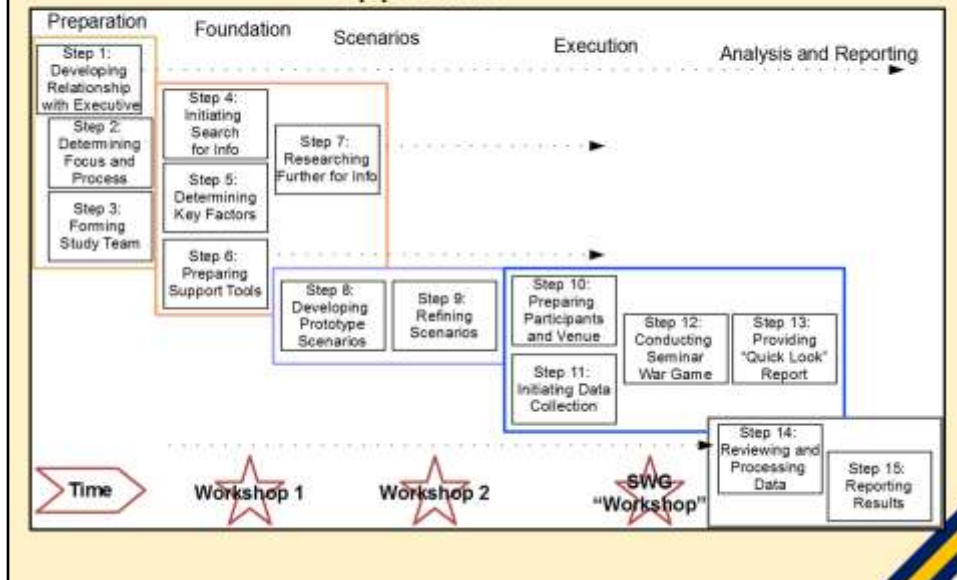 Preparation
Foundation
Scenarios
Execution
Analysis and Reporting
Step 1:
Developing
Relationship
with Executive
Step 2:
Determining
Focus and
Process
Step 3:
Forming
Study Team
Step 4:
Initiating
Search
for Info
Step 5:
Determining
Key Factors
Step 6:
Preparing
Support Tools
Step 7:
Researching
Further for Info
Step 8:
Developing
Prototype
Scenarios
Step 9:
Refining
Scenarios
Step 10:
Preparing
Participants
and Venue
Step 11:
Initiating Data
Collection
Step 12:
Conducting
Seminar
War Game
Step 13:
Providing
"Quick Look"
Report
Step 14:
Reviewing and
Processing
Data
Step 15:
Reporting
Results
Time
Workshop 1
Workshop 2
SWG
"Workshop"